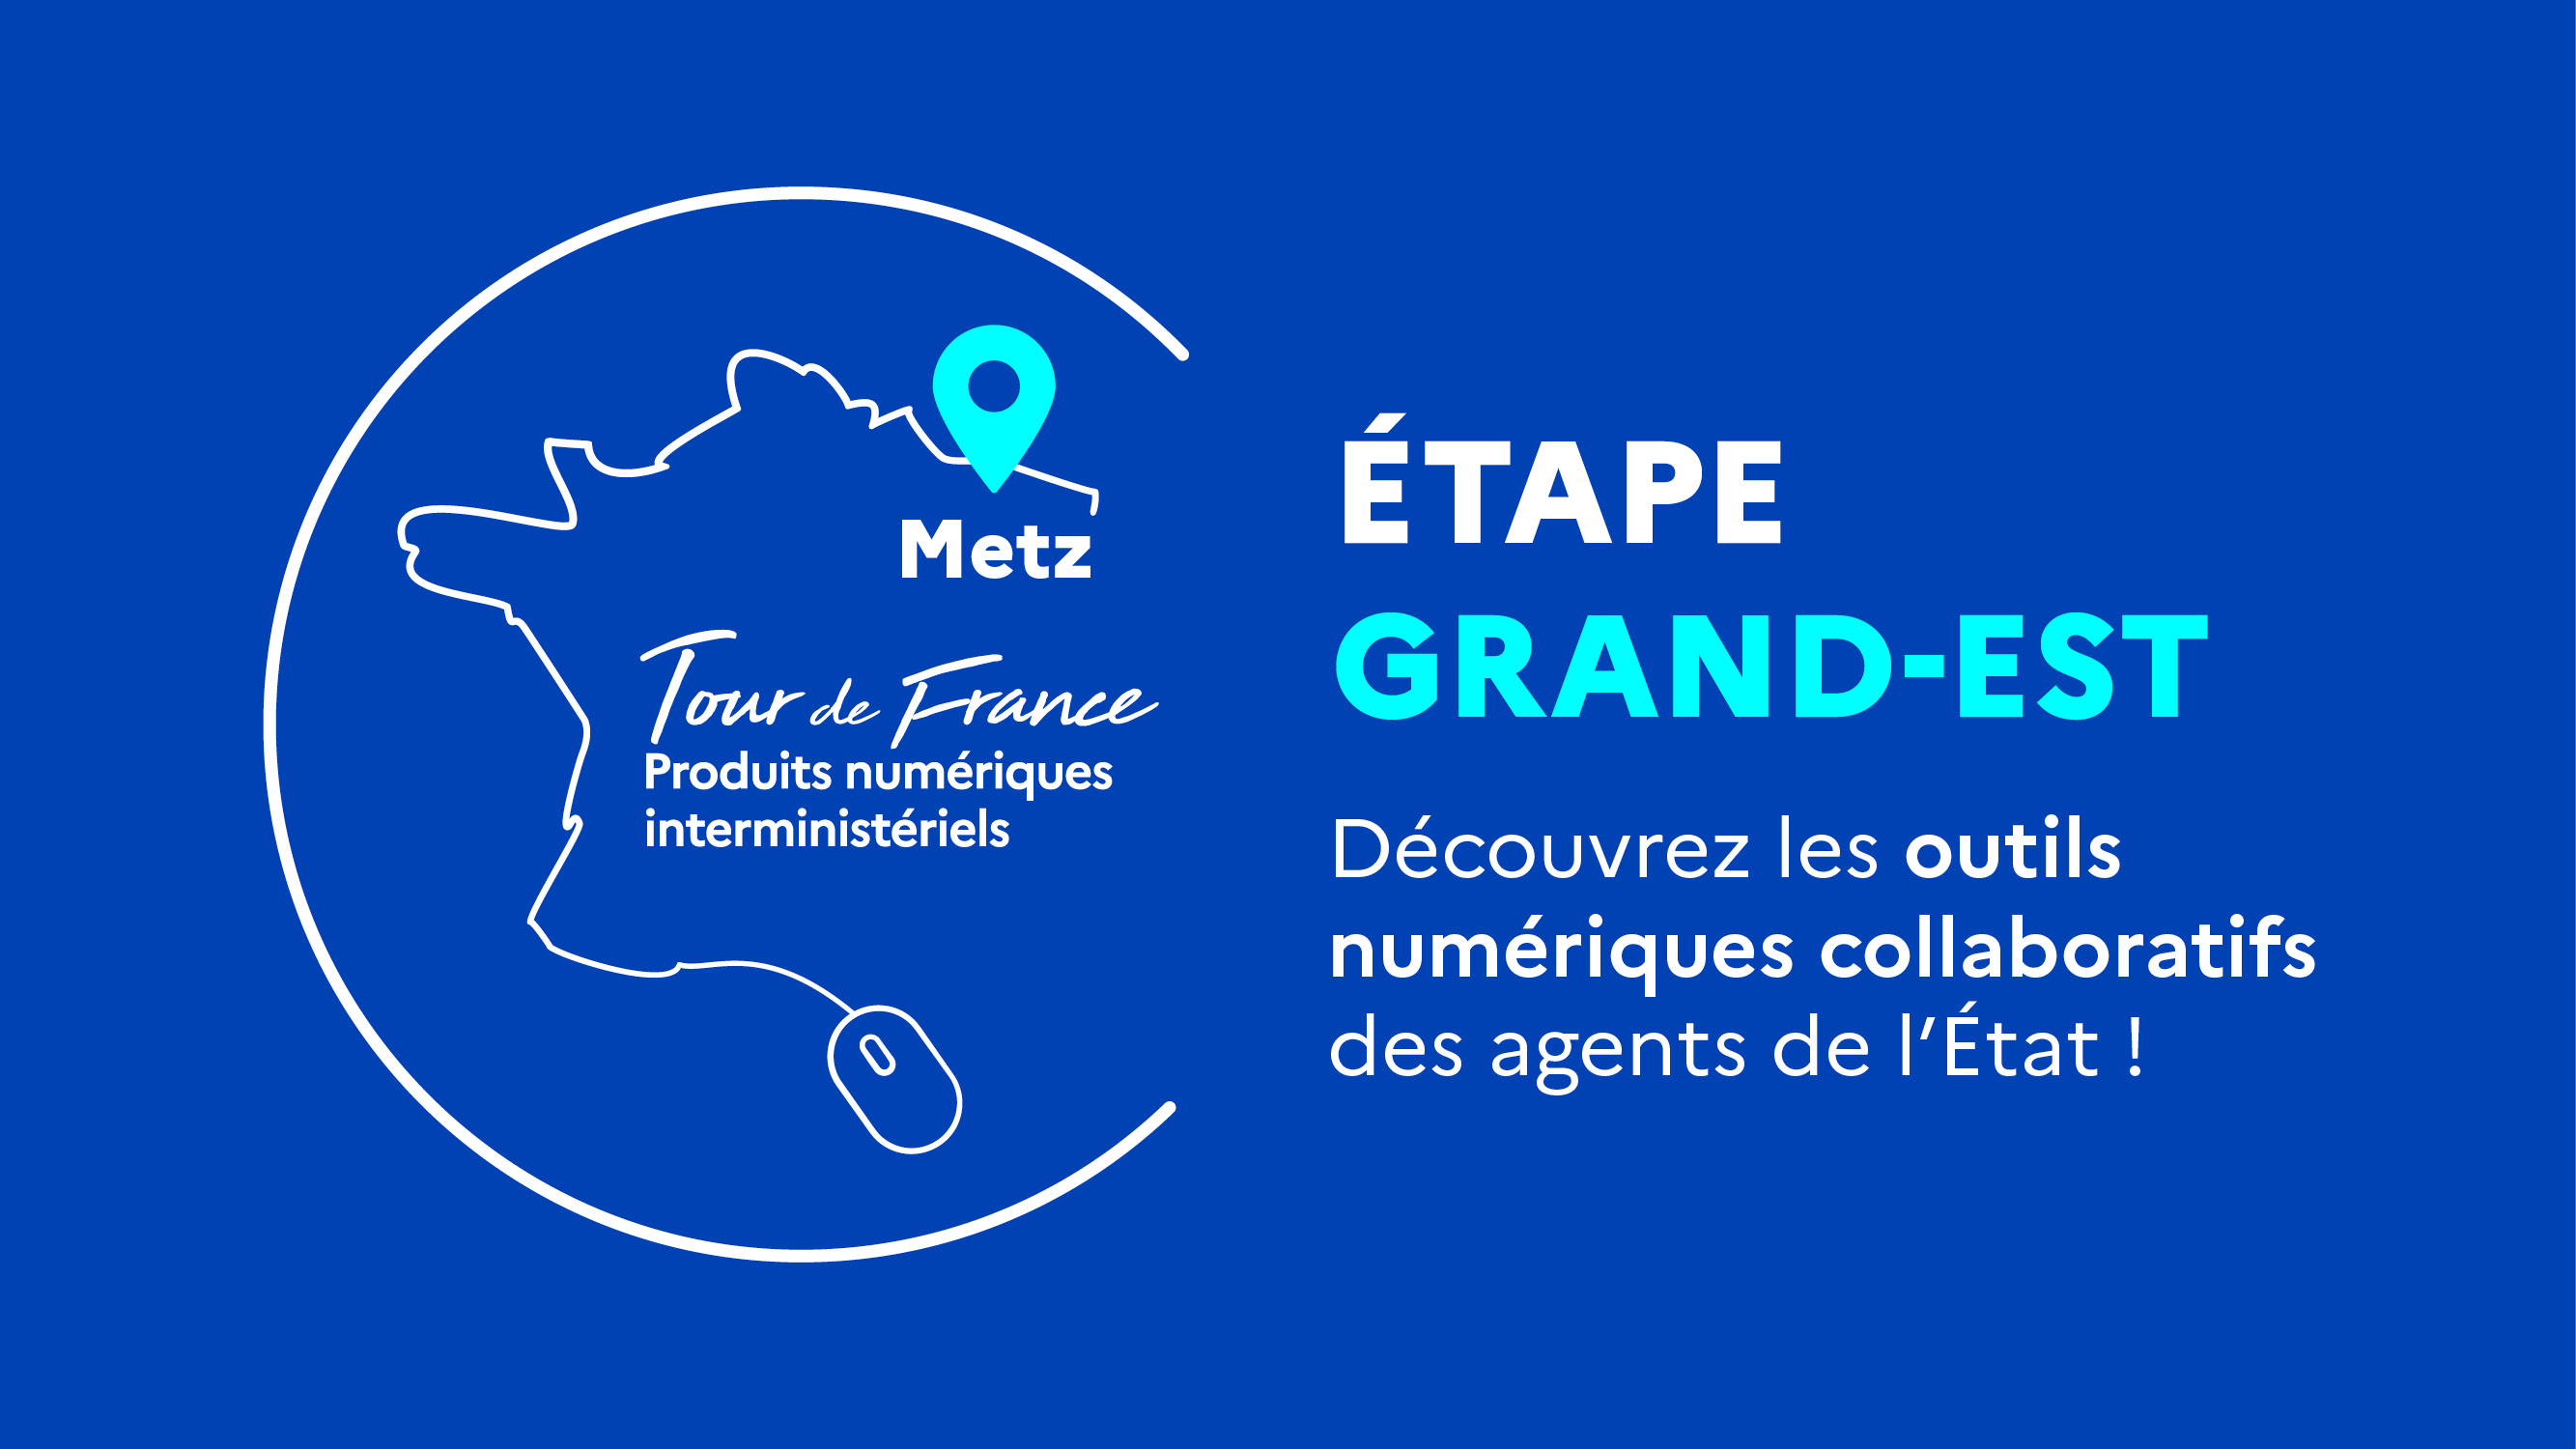 Metz
Tour de France
Produits numériques
interministériels
ÉTAPE
GRAND-EST
Découvrez les outils
numériques collaboratifs
des agents de l’État !